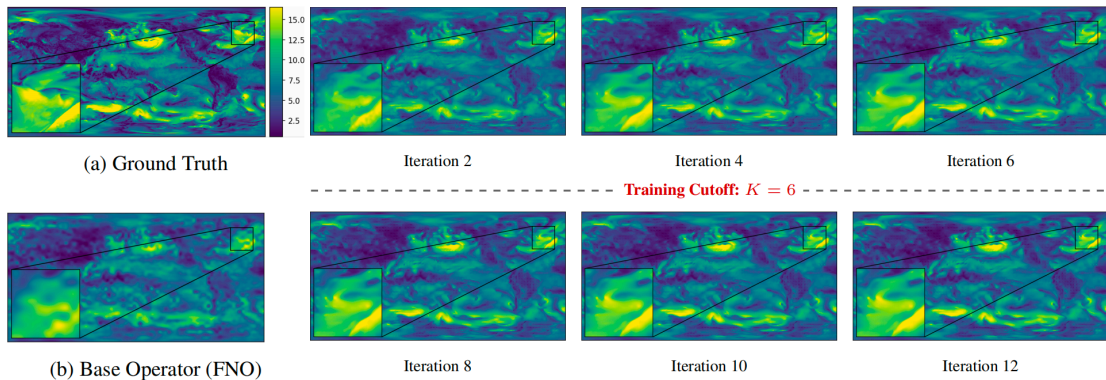 15.0
12.5
10.0
7.5
5.0
2.5
(a) Ground Truth
Iteration 2
Iteration 4
Iteration 6
Training Cutoff: K = 6
(b) Base Operator (FNO)
Iteration 8
Iteration 10
Iteration 12